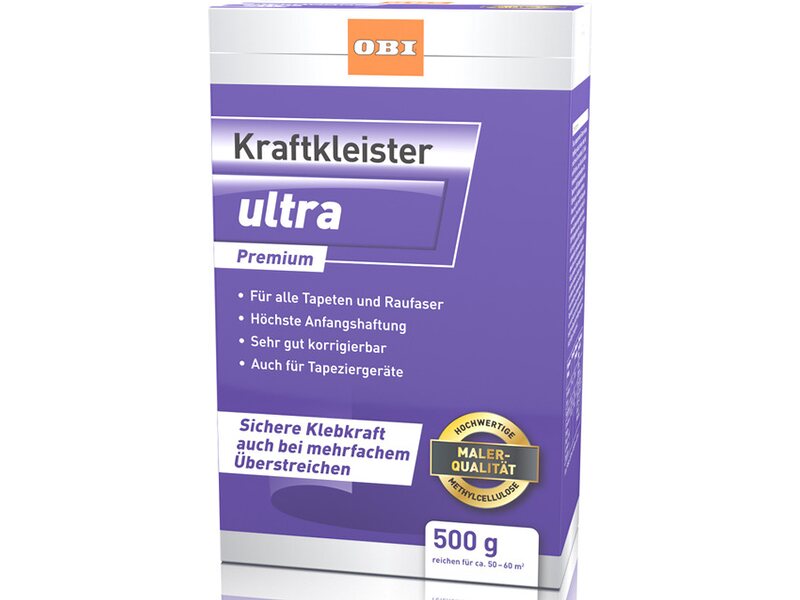 OBI
Kraftkleister
ultra
Premium
• Für alle Tapeten und Raufaser
• Höchste Anfangshaftung
• Sehr gut korrigierbar
• Auch für Tapeziergeräte
Sichere Klebkraft
auch bei mehrfachem
Überstreichen
HOCHWERTIGE
MALER-
QUALITÄT
METHYLCELLULOSE
500 g
reichen für ca. 50 – 60 m²